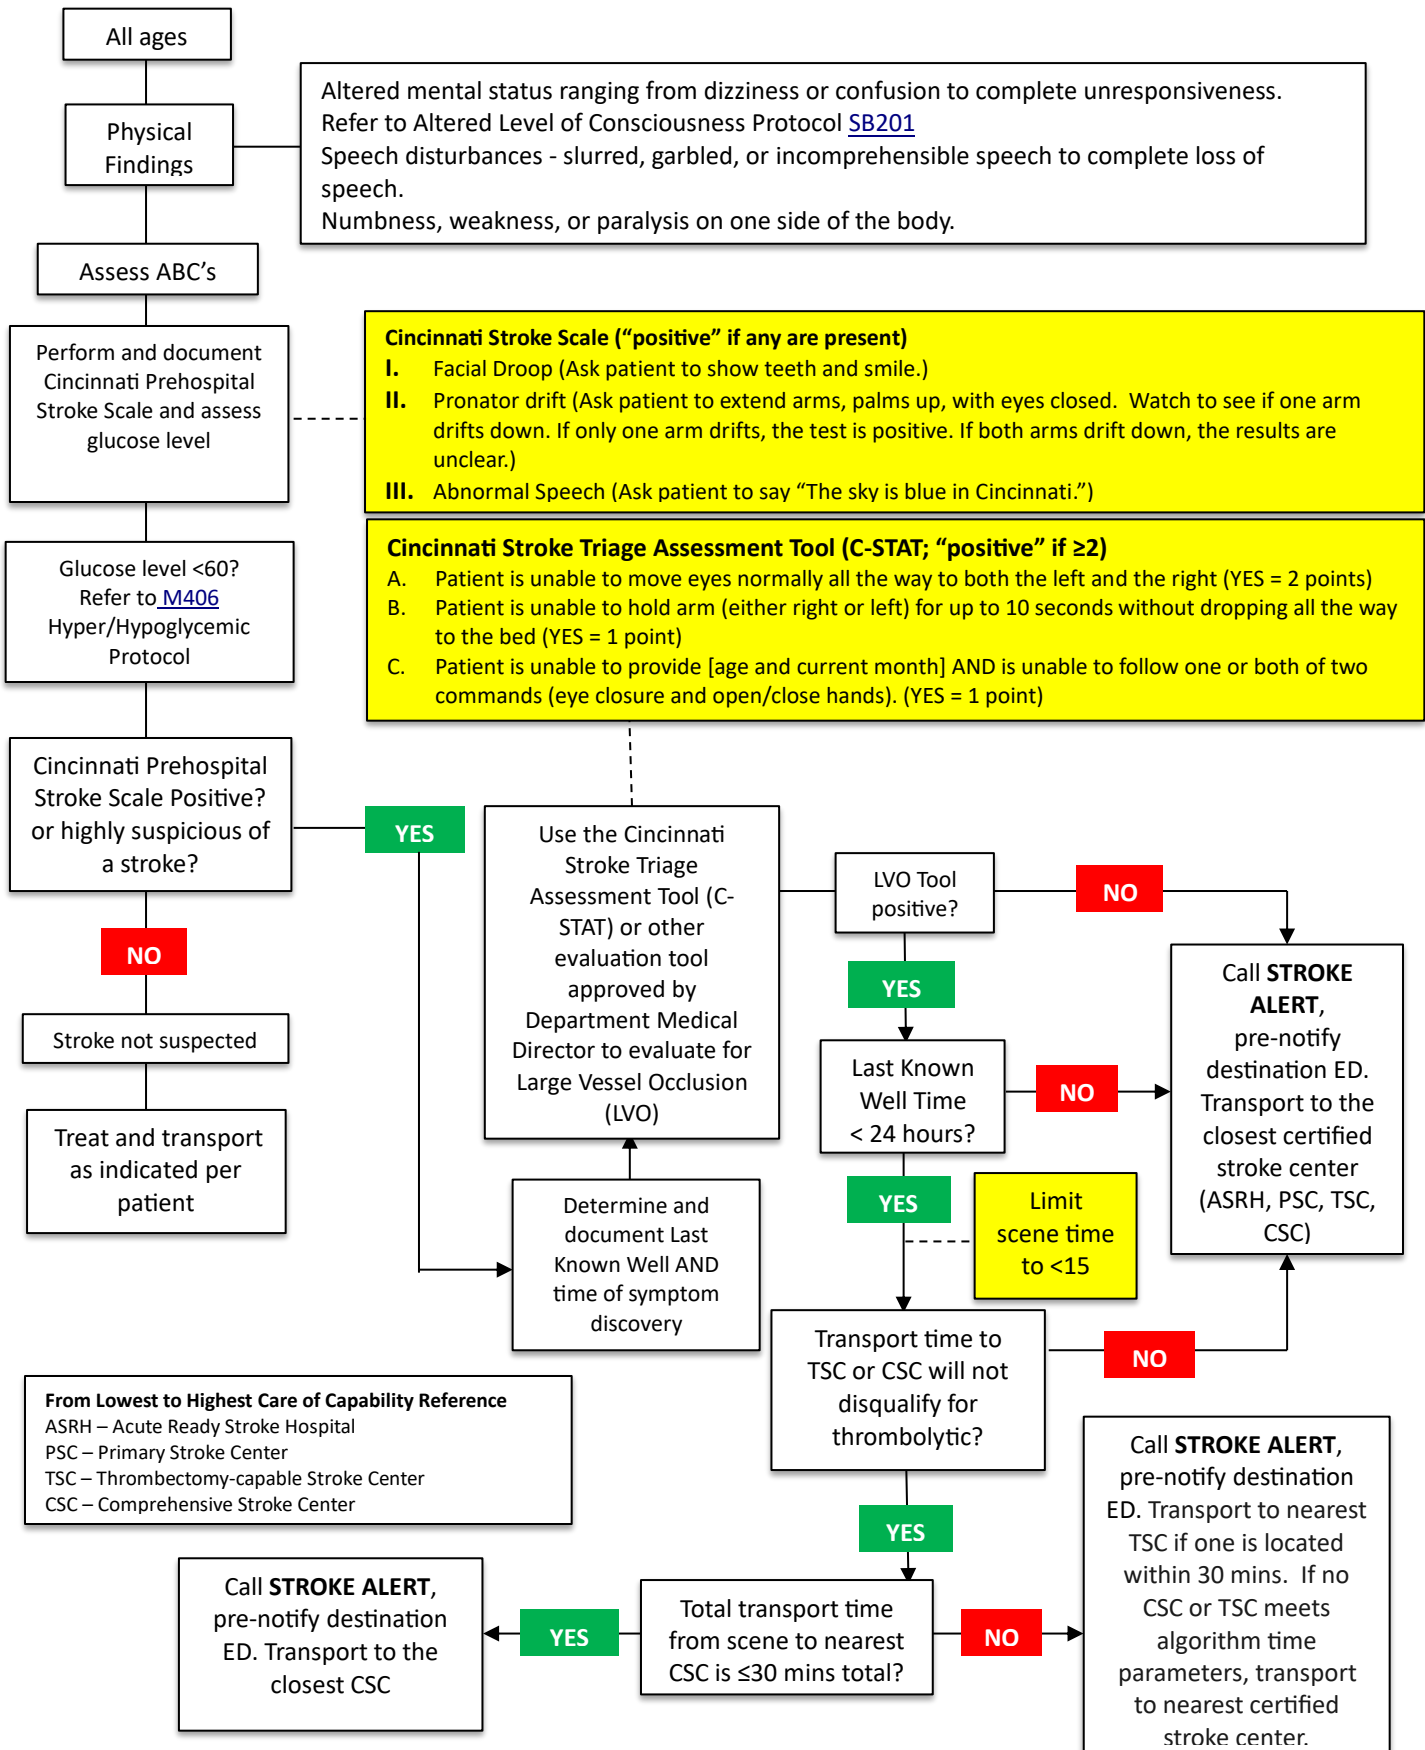 All ages
Physical
Findings
Altered mental status ranging from dizziness or confusion to complete unresponsiveness.
Refer to Altered Level of Consciousness Protocol SB201
Speech disturbances - slurred, garbled, or incomprehensible speech to complete loss of
speech.
Numbness, weakness, or paralysis on one side of the body.
Assess ABC’s
Perform and document
Cincinnati Prehospital
Stroke Scale and assess
glucose level
Cincinnati Stroke Scale (“positive” if any are present)
I. Facial Droop (Ask patient to show teeth and smile.)
II. Pronator drift (Ask patient to extend arms, palms up, with eyes closed. Watch to see if one arm
drifts down. If only one arm drifts, the test is positive. If both arms drift down, the results are
unclear.)
III. Abnormal Speech (Ask patient to say “The sky is blue in Cincinnati.”)
Cincinnati Stroke Triage Assessment Tool (C-STAT; “positive” if ≥2)
A. Patient is unable to move eyes normally all the way to both the left and the right (YES = 2 points)
B. Patient is unable to hold arm (either right or left) for up to 10 seconds without dropping all the way
to the bed (YES = 1 point)
C. Patient is unable to provide [age and current month] AND is unable to follow one or both of two
commands (eye closure and open/close hands). (YES = 1 point)
Glucose level <60?
Refer to M406
Hyper/Hypoglycemic
Protocol
Cincinnati Prehospital
Stroke Scale Positive?
or highly suspicious of
a stroke?
YES
NO
Stroke not suspected
Treat and transport
as indicated per
patient
Determine and
document Last
Known Well AND
time of symptom
discovery
Use the Cincinnati
Stroke Triage
Assessment Tool (C-
STAT) or other
evaluation tool
approved by
Department Medical
Director to evaluate for
Large Vessel Occlusion
(LVO)
LVO Tool
positive?
NO
YES
Last Known
Well Time
< 24 hours?
NO
YES
Limit
scene time
to <15
Call STROKE
ALERT,
pre-notify
destination ED.
Transport to the
closest certified
stroke center
(ASRH, PSC, TSC,
CSC)
Transport time to
TSC or CSC will not
disqualify for
thrombolytic?
NO
YES
From Lowest to Highest Care of Capability Reference
ASRH – Acute Ready Stroke Hospital
PSC – Primary Stroke Center
TSC – Thrombectomy-capable Stroke Center
CSC – Comprehensive Stroke Center
Total transport time
from scene to nearest
CSC is ≤30 mins total?
YES
Call STROKE ALERT,
pre-notify destination
ED. Transport to the
closest CSC
NO
Call STROKE ALERT,
pre-notify destination
ED. Transport to nearest
TSC if one is located
within 30 mins. If no
CSC or TSC meets
algorithm time
parameters, transport
to nearest certified
stroke center.